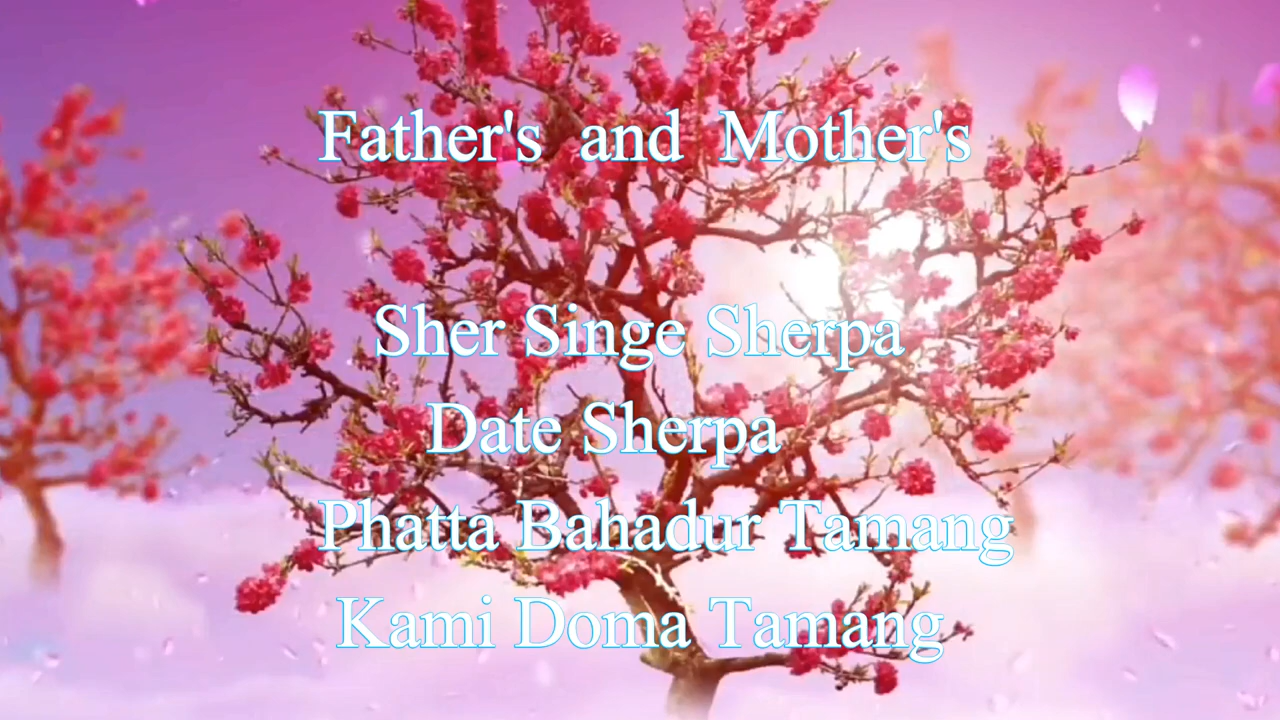 Father's and Mother's
Sher Singe Sherpa
Date Sherpa
Phatta Bahadur Tamang
Kami Doma Tamang